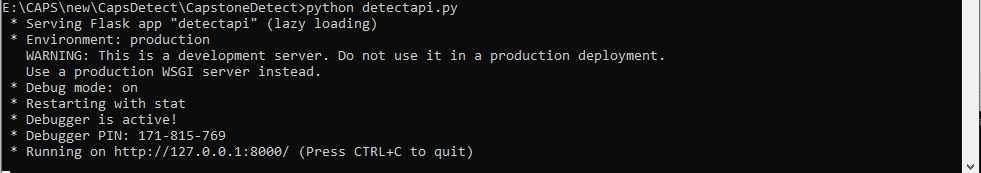 E:\CAPS\new\CapsDetect\CapstoneDetect>python detectapi.py
 * Serving Flask app "detectapi" (lazy loading)
 * Environment: production
   WARNING: This is a development server. Do not use it in a production deployment.
   Use a production WSGI server instead.
 * Debug mode: on
 * Restarting with stat
 * Debugger is active!
 * Debugger PIN: 171-815-769
 * Running on http://127.0.0.1:8000/ (Press CTRL+C to quit)